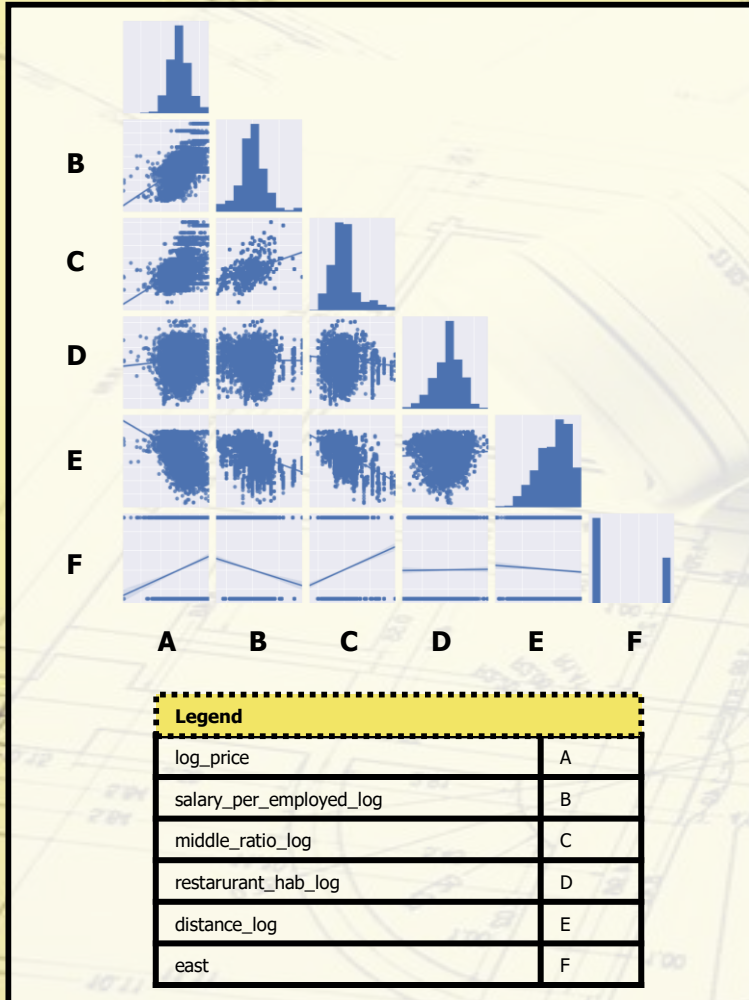 B
C
D
E
F
A B C D E F
Legend
log_price A
salary_per_employed_log B
middle_ratio_log C
restarurant_hab_log D
distance_log E
east F